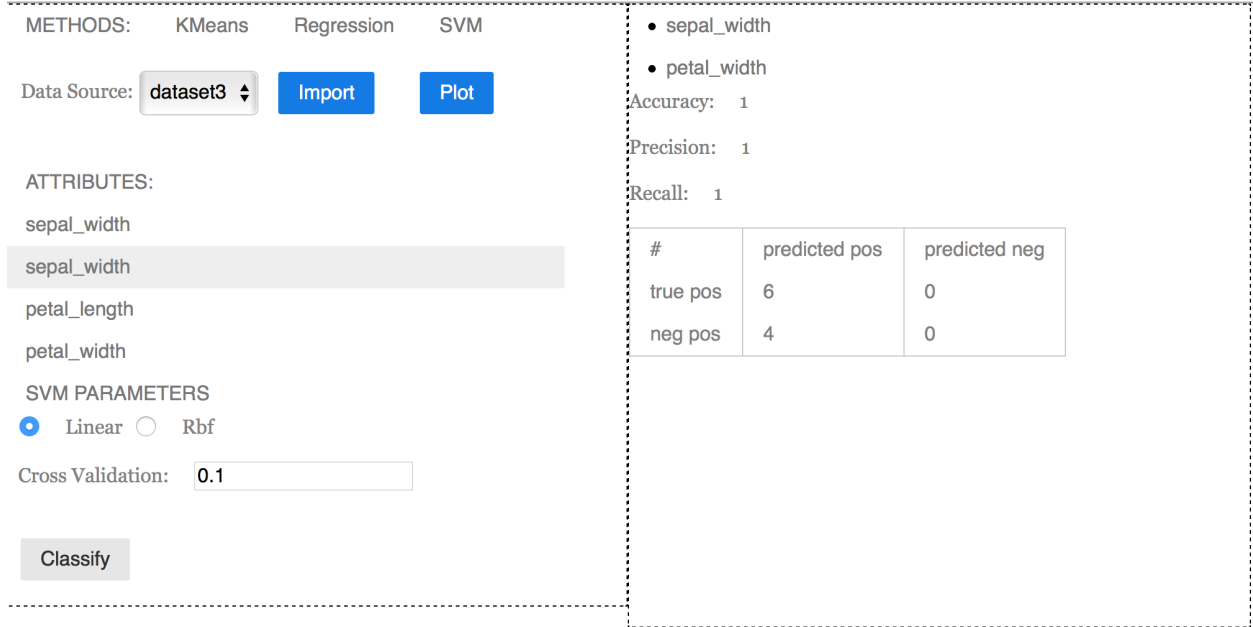 METHODS: KMeans Regression SVM
Data Source: dataset3 Import Plot
ATTRIBUTES:
sepal_width
sepal_width
petal_length
petal_width
SVM PARAMETERS
Linear Rbf
Cross Validation: 0.1
Classify
sepal_width
petal_width
Accuracy: 1
Precision: 1
Recall: 1
# predicted pos predicted neg
true pos 6 0
neg pos 4 0